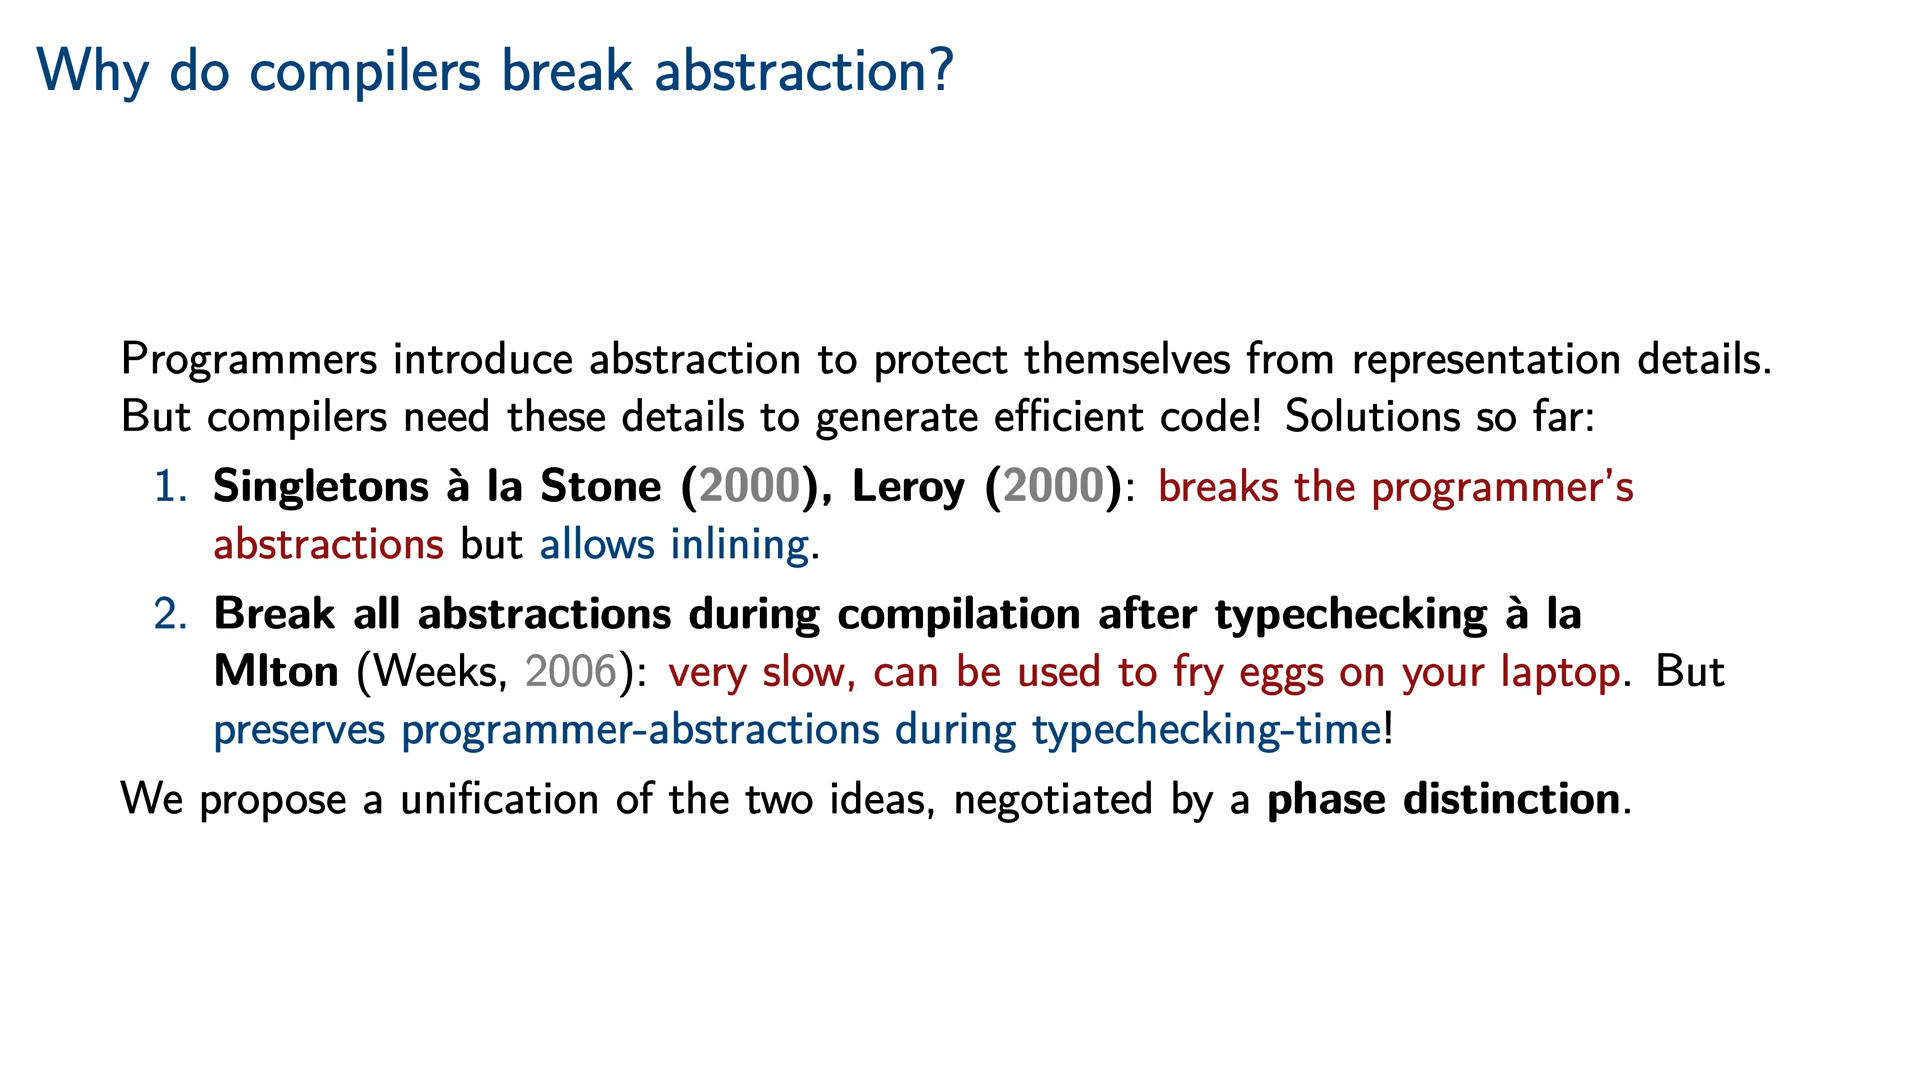 Why do compilers break abstraction?
Programmers introduce abstraction to protect themselves from representation details.
But compilers need these details to generate efficient code! Solutions so far:
1. Singletons à la Stone (2000), Leroy (2000): breaks the programmer's
abstractions but allows inlining.
2. Break all abstractions during compilation after typechecking à la
Mlton (Weeks, 2006): very slow, can be used to fry eggs on your laptop. But
preserves programmer-abstractions during typechecking-time!
We propose a unification of the two ideas, negotiated by a phase distinction.